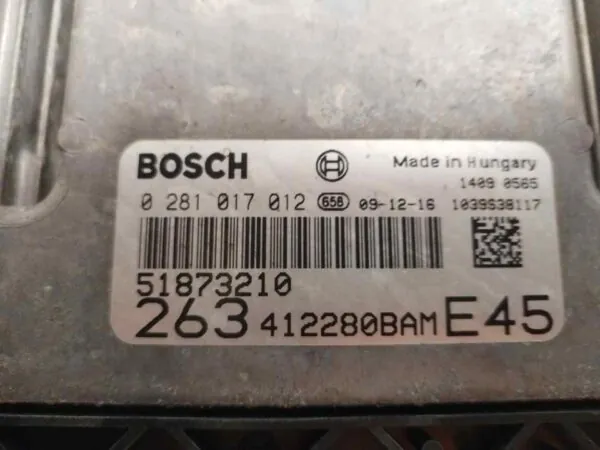 BOSCH Made in Hungary
1409 0565
0 281 017 012 658 09-12-16 1039S38117
51873210
263 412280BAM E45